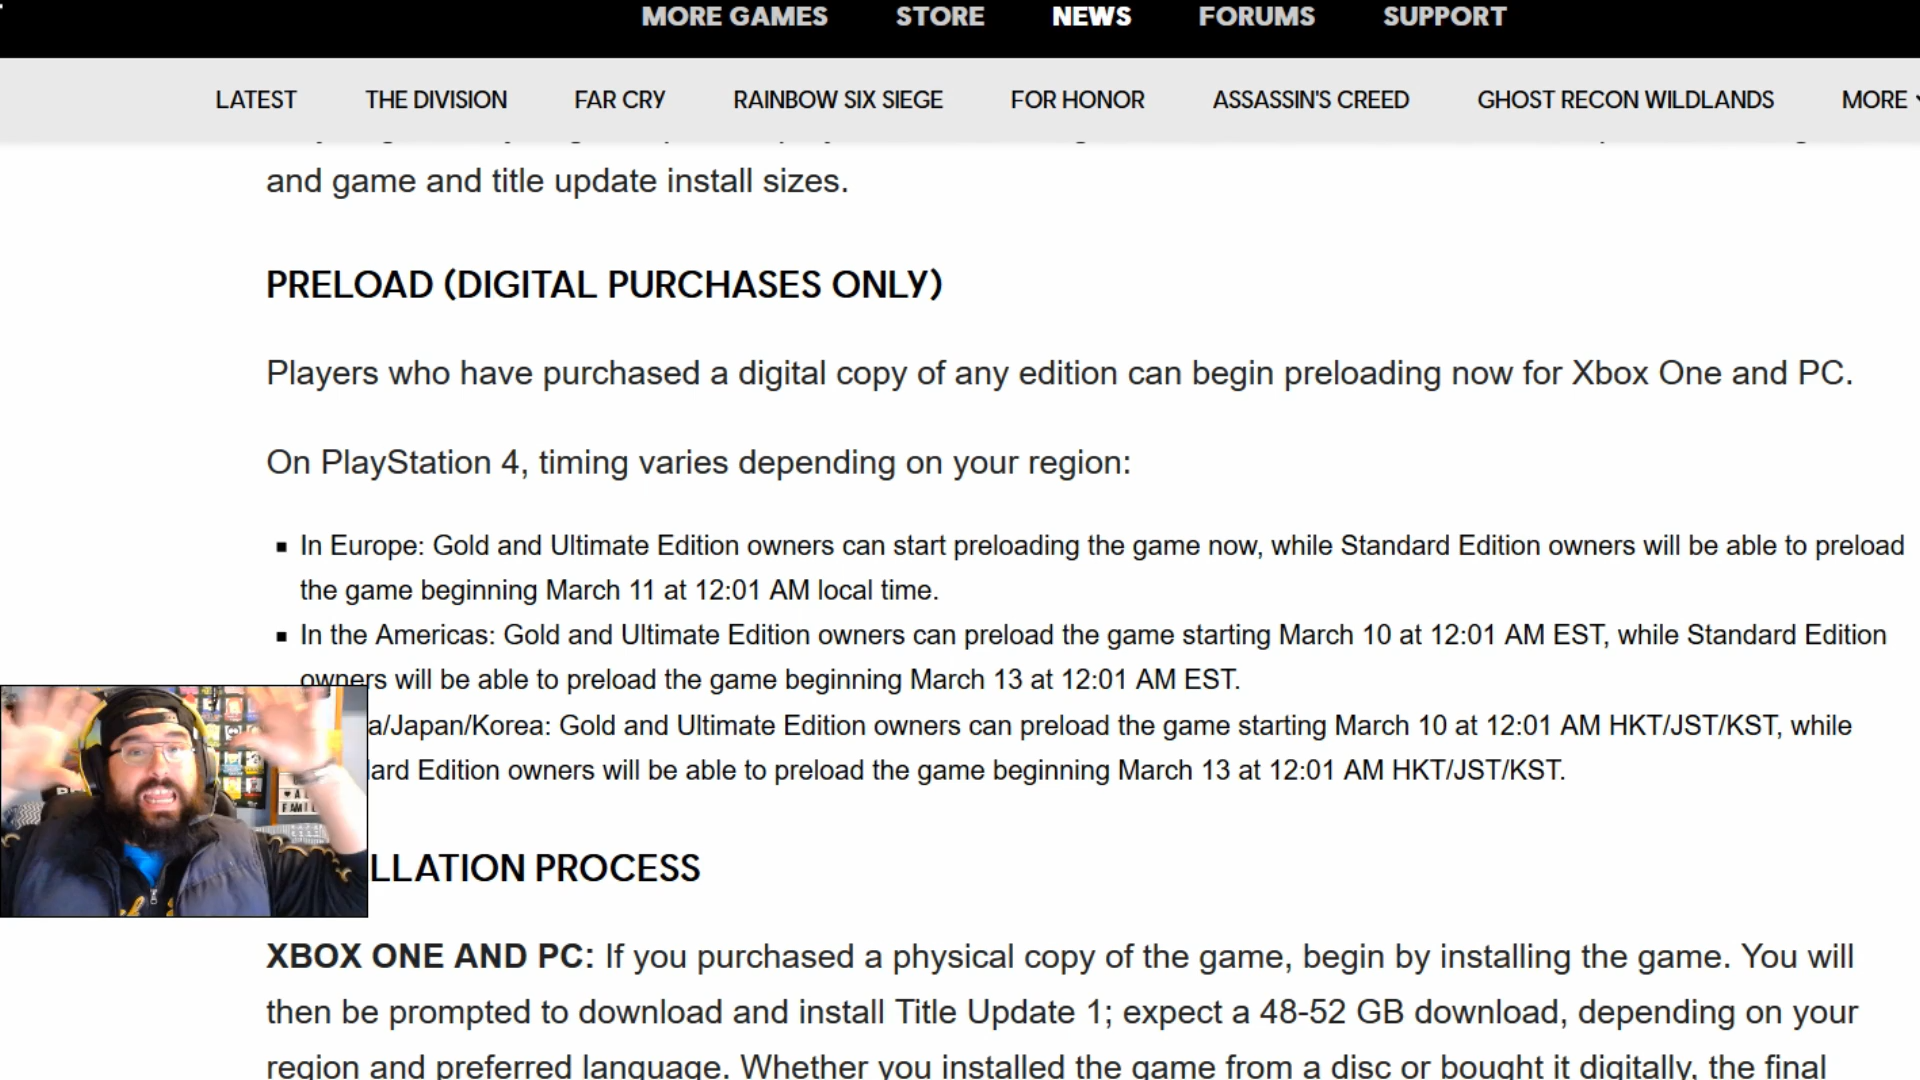 MORE GAMES STORE NEWS FORUMS SUPPORT
LATEST THE DIVISION FAR CRY RAINBOW SIX SIEGE FOR HONOR ASSASSIN'S CREED GHOST RECON WILDLANDS MORE
and game and title update install sizes.
PRELOAD (DIGITAL PURCHASES ONLY)
Players who have purchased a digital copy of any edition can begin preloading now for Xbox One and PC.
On PlayStation 4, timing varies depending on your region:
▪ In Europe: Gold and Ultimate Edition owners can start preloading the game now, while Standard Edition owners will be able to preload
the game beginning March 11 at 12:01 AM local time.
▪ In the Americas: Gold and Ultimate Edition owners can preload the game starting March 10 at 12:01 AM EST, while Standard Edition
owners will be able to preload the game beginning March 13 at 12:01 AM EST.
a/Japan/Korea: Gold and Ultimate Edition owners can preload the game starting March 10 at 12:01 AM HKT/JST/KST, while
ard Edition owners will be able to preload the game beginning March 13 at 12:01 AM HKT/JST/KST.
LLATION PROCESS
XBOX ONE AND PC: If you purchased a physical copy of the game, begin by installing the game. You will
then be prompted to download and install Title Update 1; expect a 48-52 GB download, depending on your
region and preferred language. Whether you installed the game from a disc or bought it digitally, the final